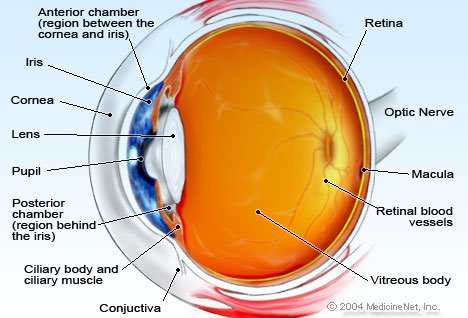 Anterior chamber
(region between the
cornea and iris)
Iris
Cornea
Lens
Pupil
Posterior
chamber
(region behind
the iris)
Ciliary body and
ciliary muscle
Conjuctiva
Retina
Optic Nerve
Macula
Retinal blood
vessels
Vitreous body
© 2004 MedicineNet, Inc.